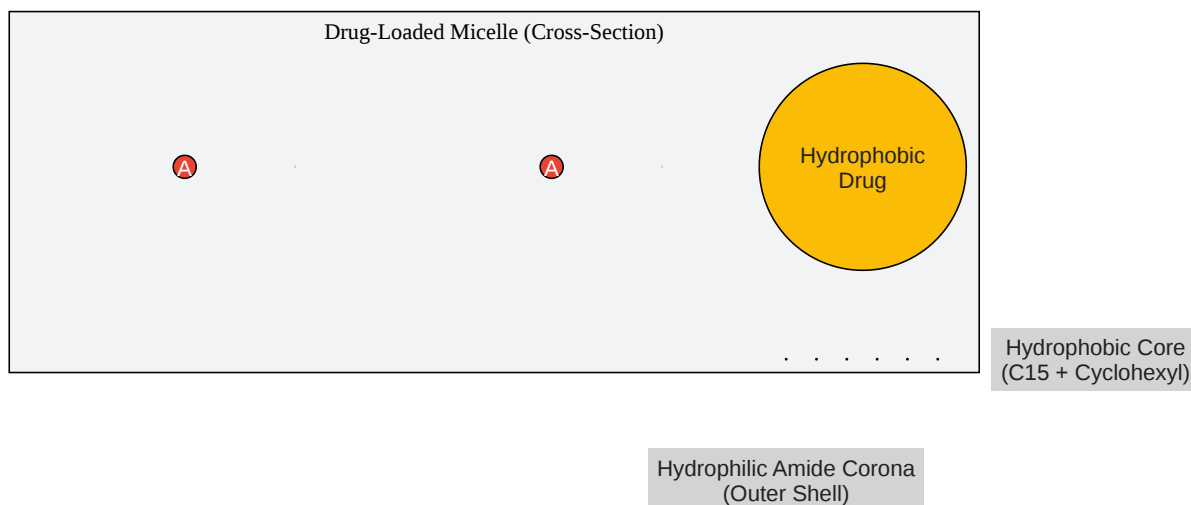 Drug-Loaded Micelle (Cross-Section)
A
A
Hydrophobic
Drug
Hydrophobic Core
(C15 + Cyclohexyl)
Hydrophilic Amide Corona
(Outer Shell)